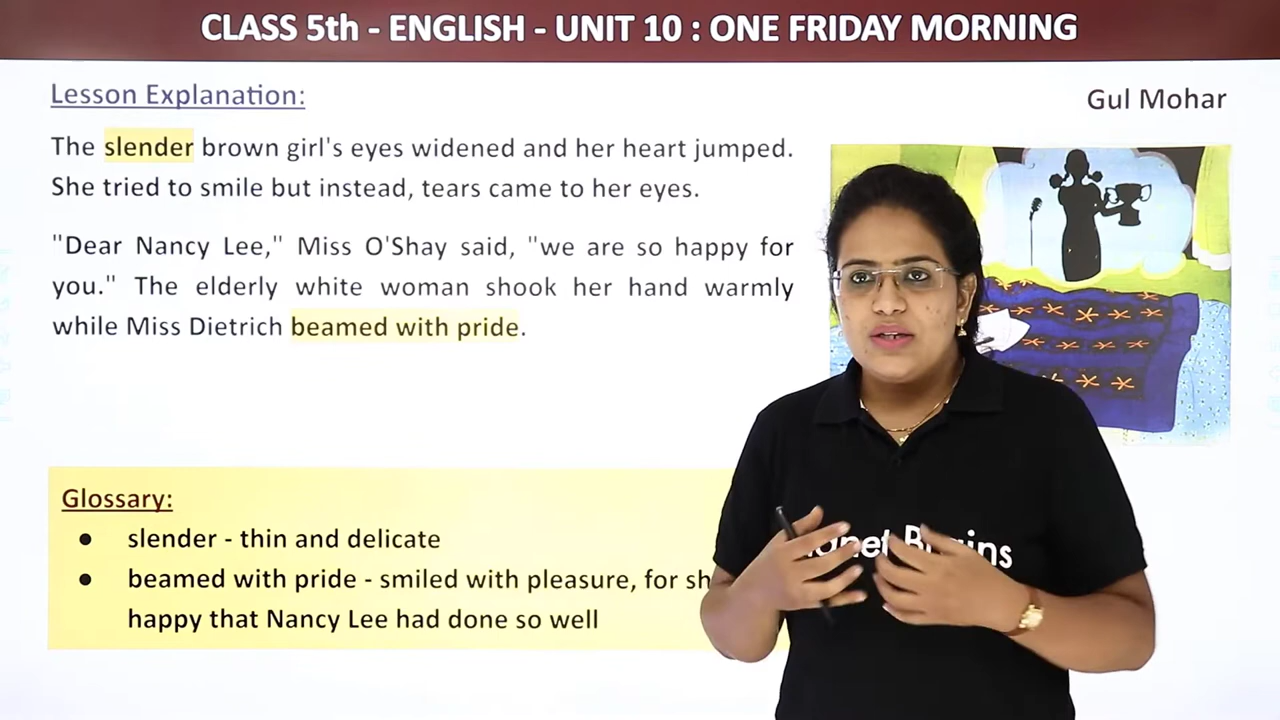 CLASS 5th - ENGLISH - UNIT 10 : ONE FRIDAY MORNING
Lesson Explanation:
Gul Mohar
The slender brown girl's eyes widened and her heart jumped.
She tried to smile but instead, tears came to her eyes.
"Dear Nancy Lee," Miss O'Shay said, "we are so happy for
you." The elderly white woman shook her hand warmly
while Miss Dietrich beamed with pride.
Glossary:
● slender - thin and delicate
● beamed with pride - smiled with pleasure, for
happy that Nancy Lee had done so well